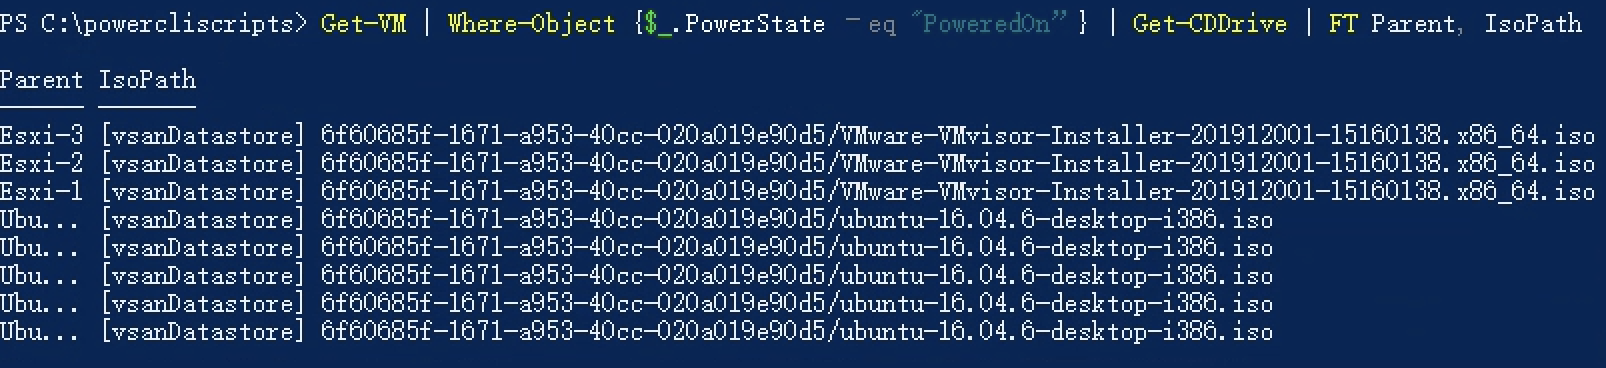 PS C:\powercliscripts> Get-VM | Where-Object {$_.PowerState –eq “PoweredOn” } | Get-CDDrive | FT Parent, IsoPath
Parent IsoPath
Esxi-3 [vsanDatastore] 6f60685f-1671-a953-40cc-020a019e90d5/VMware-VMvisor-Installer-201912001-15160138.x86_64.iso
Esxi-2 [vsanDatastore] 6f60685f-1671-a953-40cc-020a019e90d5/VMware-VMvisor-Installer-201912001-15160138.x86_64.iso
Esxi-1 [vsanDatastore] 6f60685f-1671-a953-40cc-020a019e90d5/VMware-VMvisor-Installer-201912001-15160138.x86_64.iso
Ubu... [vsanDatastore] 6f60685f-1671-a953-40cc-020a019e90d5/ubuntu-16.04.6-desktop-i386.iso
Ubu... [vsanDatastore] 6f60685f-1671-a953-40cc-020a019e90d5/ubuntu-16.04.6-desktop-i386.iso
Ubu... [vsanDatastore] 6f60685f-1671-a953-40cc-020a019e90d5/ubuntu-16.04.6-desktop-i386.iso
Ubu... [vsanDatastore] 6f60685f-1671-a953-40cc-020a019e90d5/ubuntu-16.04.6-desktop-i386.iso
Ubu... [vsanDatastore] 6f60685f-1671-a953-40cc-020a019e90d5/ubuntu-16.04.6-desktop-i386.iso